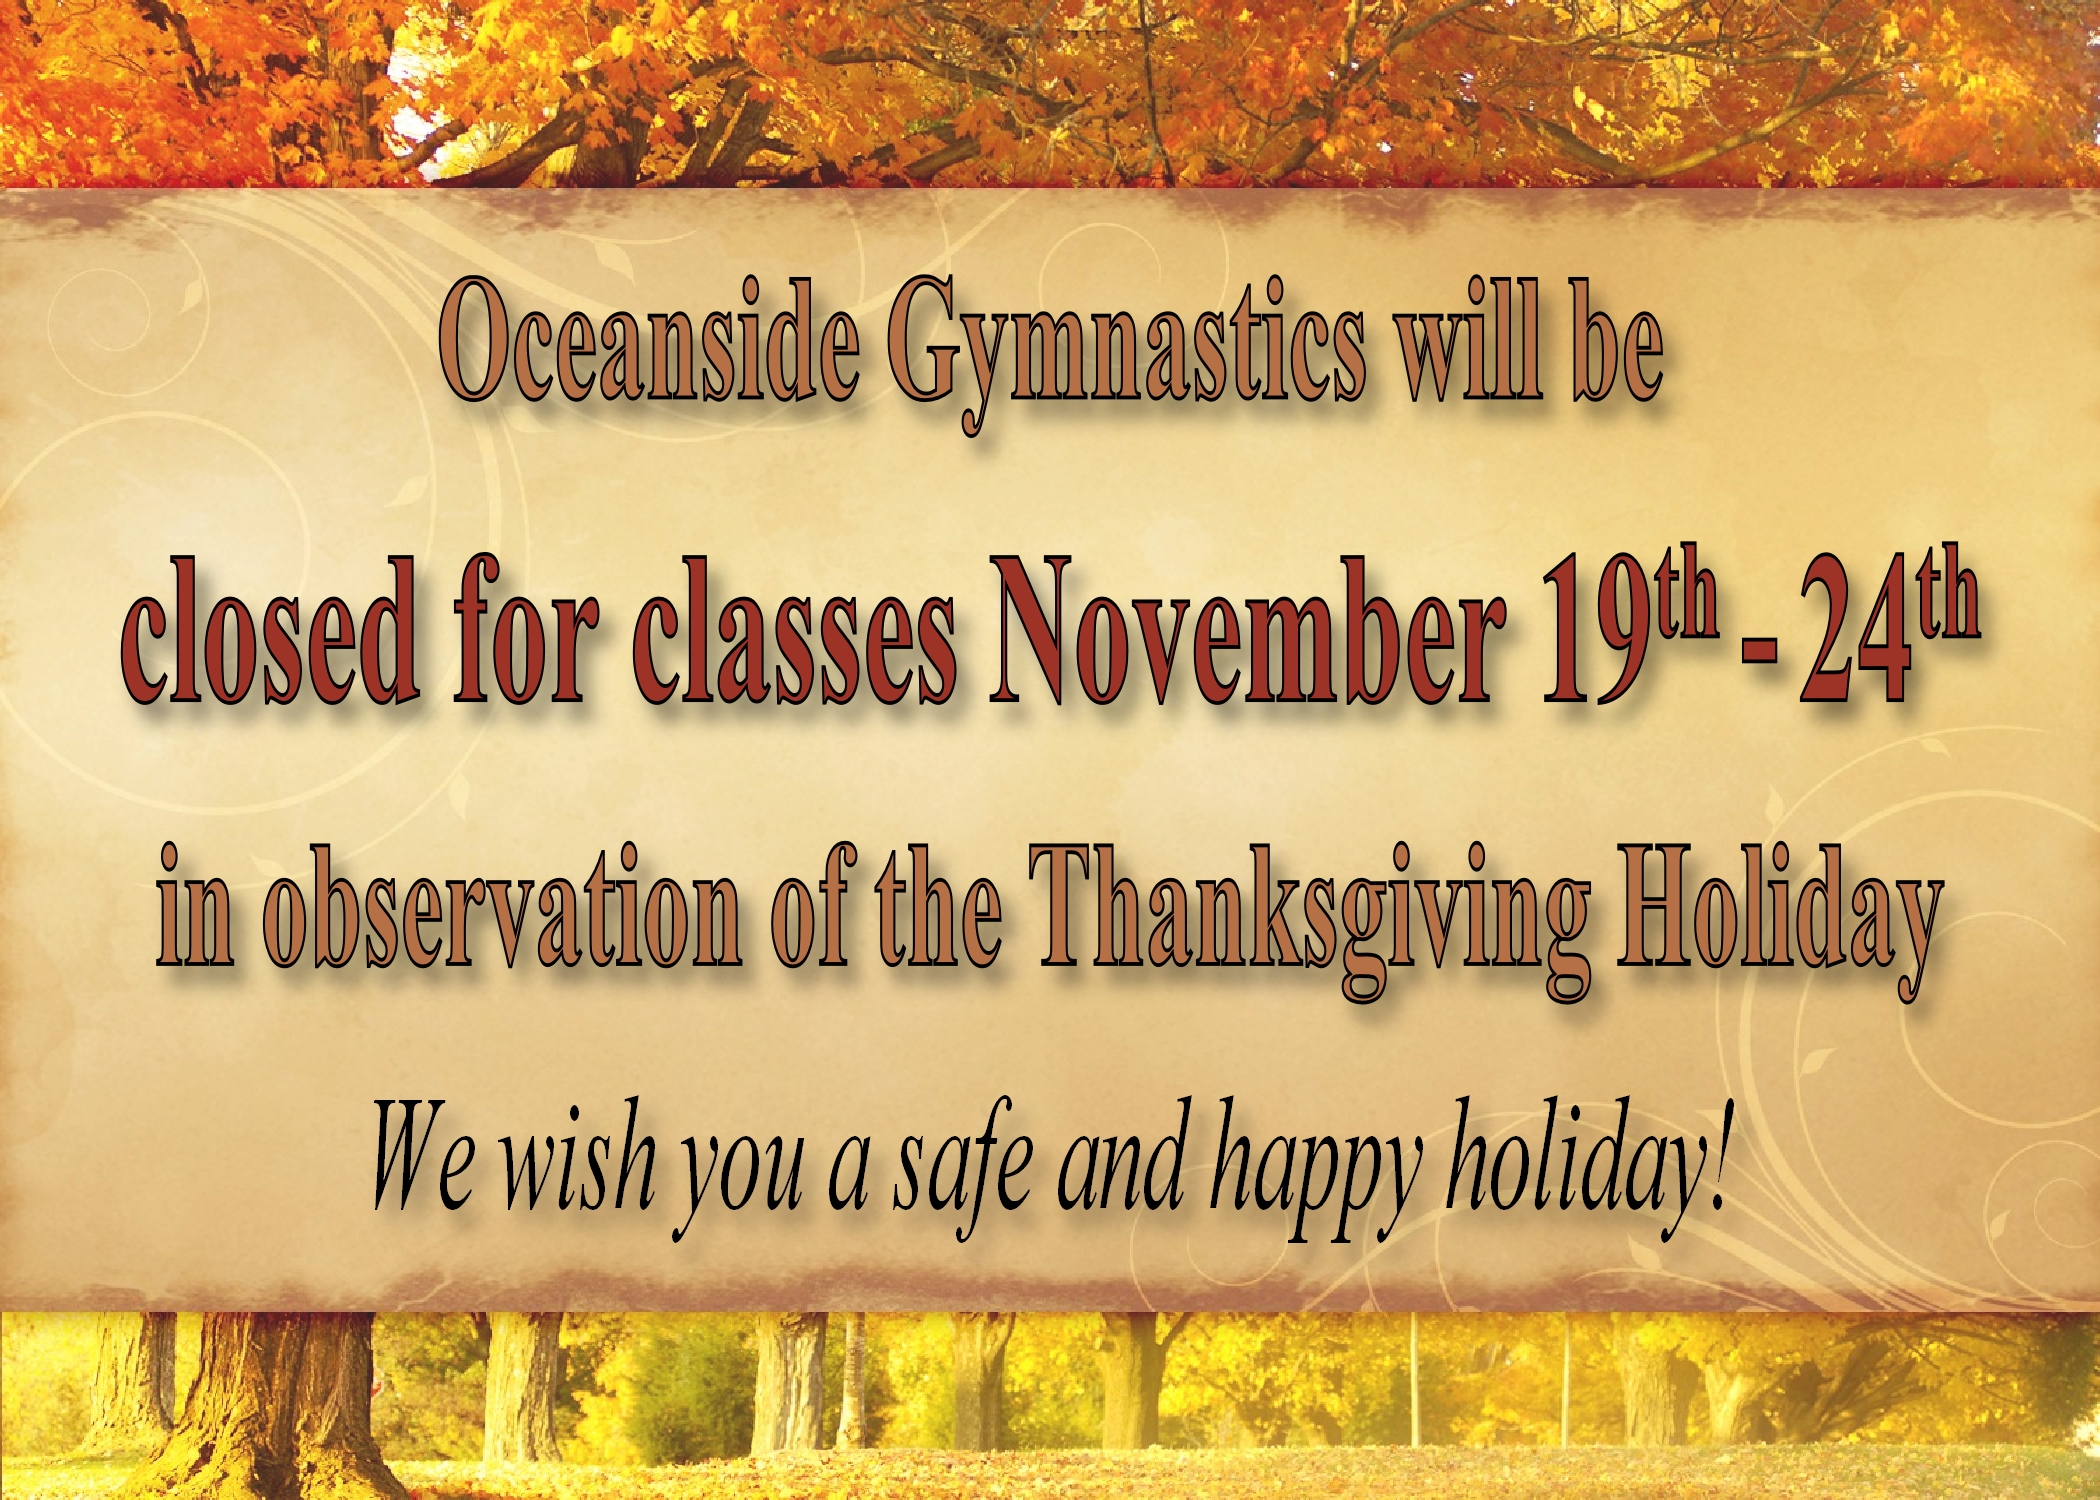 Oceanside Gymnastics will be
closed for classes November 19th - 24th
in observation of the Thanksgiving Holiday
We wish you a safe and happy holiday!